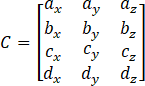 C = [a_x a_y a_z
b_x b_y b_z
c_x c_y c_z
d_x d_y d_z]